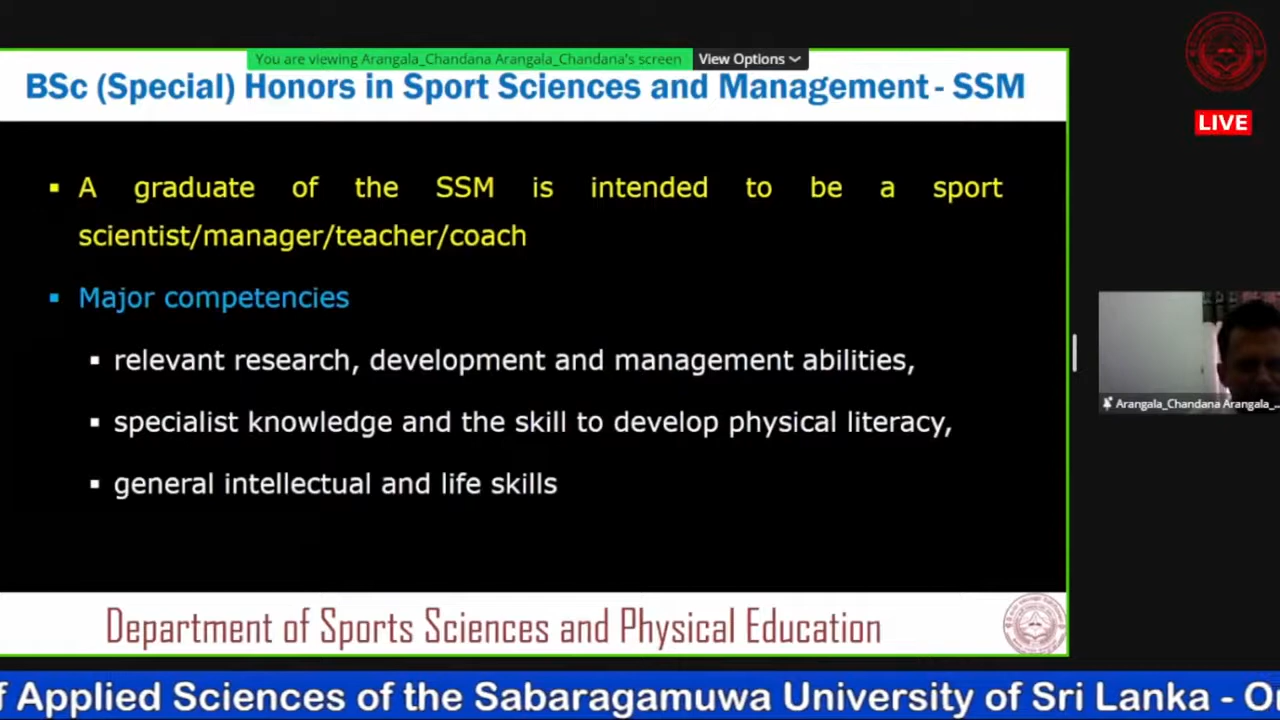 You are viewing Arangala_Chandana Arangala_Chandana's screen
View Options
BSc (Special) Honors in Sport Sciences and Management - SSM
LIVE
▪ A graduate of the SSM is intended to be a sport
scientist/manager/teacher/coach
▪ Major competencies
▪ relevant research, development and management abilities,
▪ specialist knowledge and the skill to develop physical literacy,
▪ general intellectual and life skills
Arangala_Chandana Arangala_...
Department of Sports Sciences and Physical Education
f Applied Sciences of the Sabaragamuwa University of Sri Lanka - O